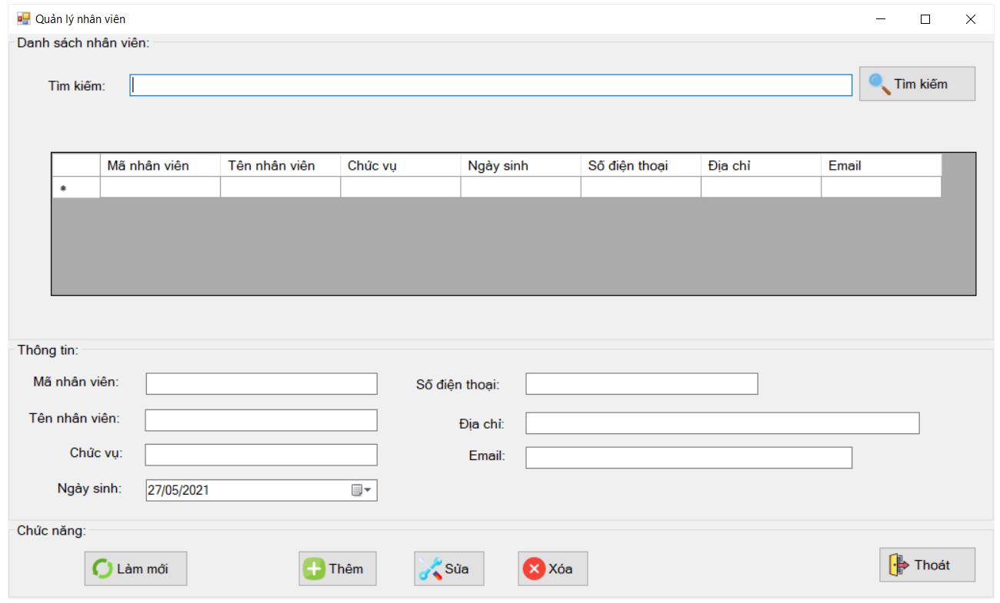 Quản lý nhân viên
Danh sách nhân viên:
Tìm kiếm:
Tìm kiếm
Mã nhân viên Tên nhân viên Chức vụ Ngày sinh Số điện thoại Địa chỉ Email
*
Thông tin:
Mã nhân viên:
Số điện thoại:
Tên nhân viên:
Địa chỉ:
Chức vụ:
Email:
Ngày sinh: 27/05/2021
Chức năng:
Làm mới Thêm Sửa Xóa Thoát